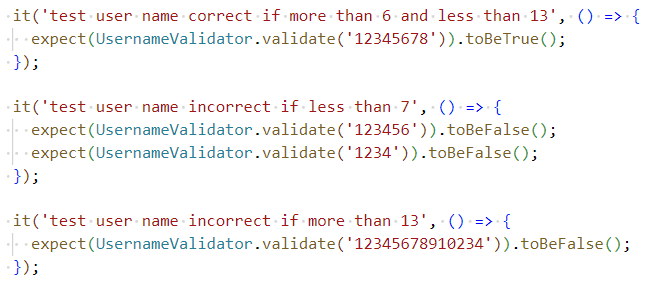 it('test user name correct if more than 6 and less than 13', () => {
  expect(UsernameValidator.validate('12345678')).toBeTrue();
});
it('test user name incorrect if less than 7', () => {
  expect(UsernameValidator.validate('123456')).toBeFalse();
  expect(UsernameValidator.validate('1234')).toBeFalse();
});
it('test user name incorrect if more than 13', () => {
  expect(UsernameValidator.validate('12345678910234')).toBeFalse();
});